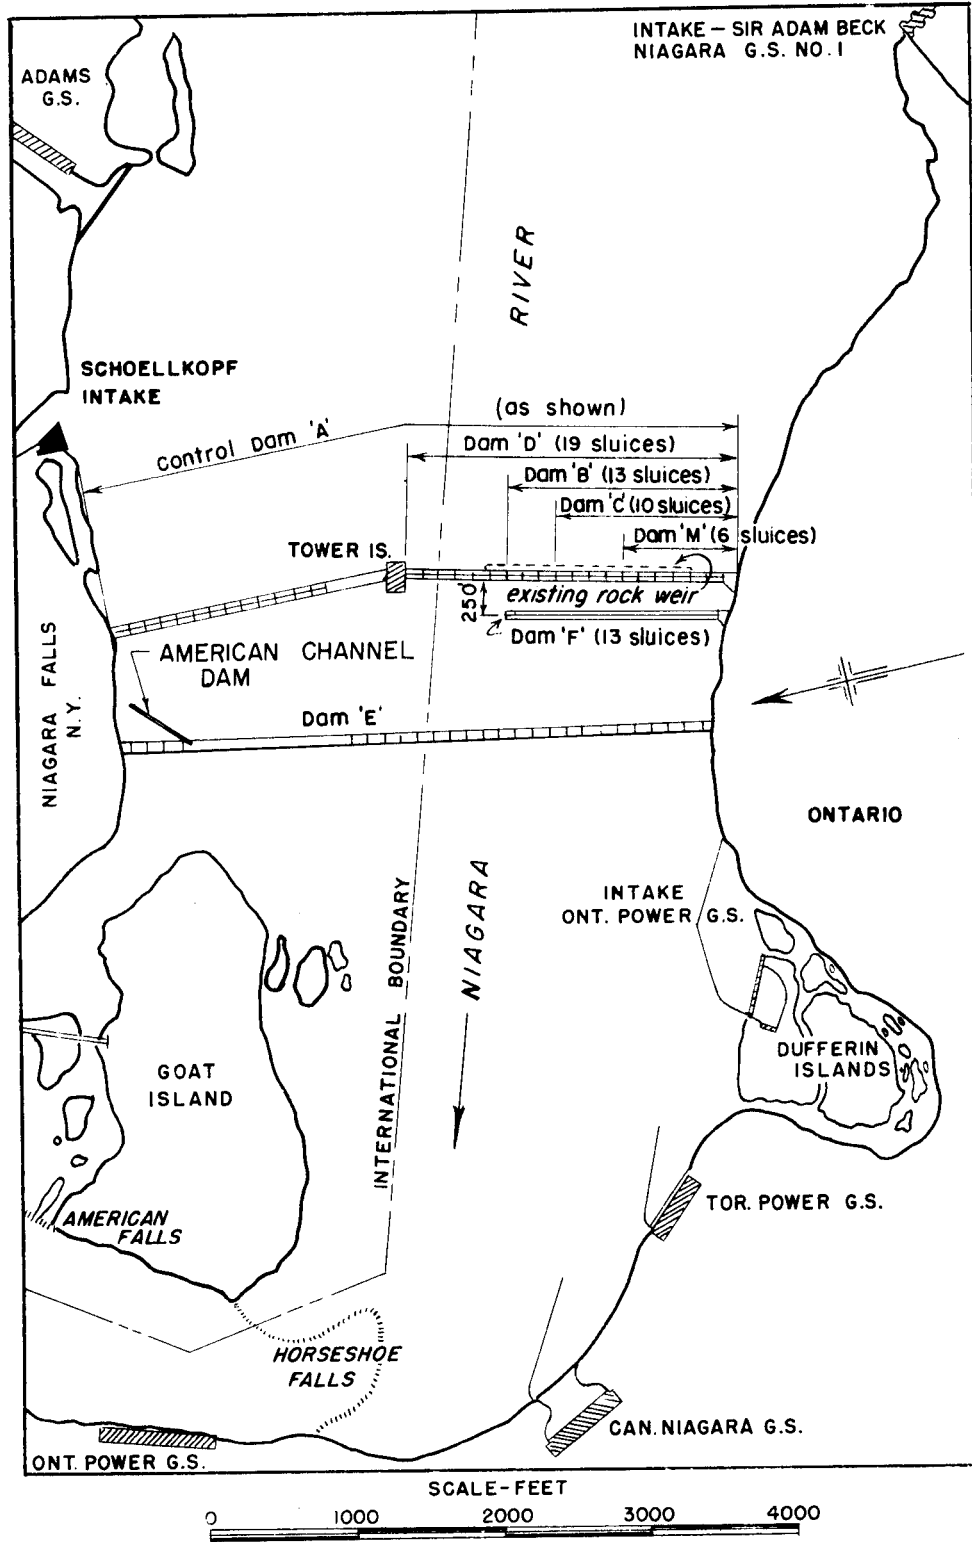 INTAKE – SIR ADAM BECK
NIAGARA G.S. NO. 1
ADAMS
G.S.
RIVER
SCHOELLKOPF
INTAKE
(as shown)
control Dam 'A'
Dam 'D' (19 sluices)
Dam 'B' (13 sluices)
Dam 'C' (10 sluices)
Dam 'M' (6 sluices)
TOWER IS.
existing rock weir
250'
Dam 'F' (13 sluices)
AMERICAN CHANNEL
DAM
NIAGARA FALLS
N.Y.
Dam 'E'
ONTARIO
INTAKE
ONT. POWER G.S.
INTERNATIONAL BOUNDARY
NIAGARA
GOAT
ISLAND
DUFFERIN
ISLANDS
AMERICAN
FALLS
TOR. POWER G.S.
HORSESHOE
FALLS
CAN. NIAGARA G.S.
ONT. POWER G.S.
SCALE-FEET
0 1000 2000 3000 4000